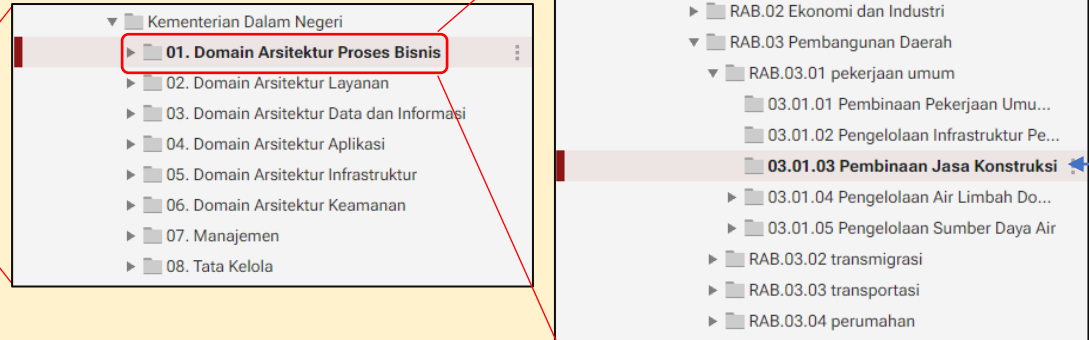 Kementerian Dalam Negeri
01. Domain Arsitektur Proses Bisnis
02. Domain Arsitektur Layanan
03. Domain Arsitektur Data dan Informasi
04. Domain Arsitektur Aplikasi
05. Domain Arsitektur Infrastruktur
06. Domain Arsitektur Keamanan
07. Manajemen
08. Tata Kelola
RAB.02 Ekonomi dan Industri
RAB.03 Pembangunan Daerah
RAB.03.01 pekerjaan umum
03.01.01 Pembinaan Pekerjaan Umu...
03.01.02 Pengelolaan Infrastruktur Pe...
03.01.03 Pembinaan Jasa Konstruksi
03.01.04 Pengelolaan Air Limbah Do...
03.01.05 Pengelolaan Sumber Daya Air
RAB.03.02 transmigrasi
RAB.03.03 transportasi
RAB.03.04 perumahan